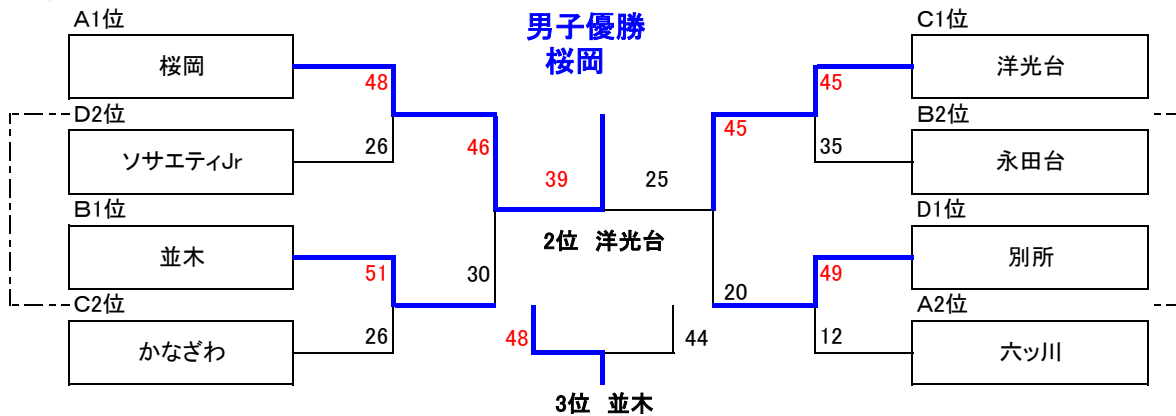 A1位
桜岡
48
D2位
ソサエティJr
26
B1位
並木
51
C2位
かなざわ
26
46
30
男子優勝
桜岡
39
25
2位 洋光台
48
44
3位 並木
45
20
C1位
洋光台
45
B2位
永田台
35
D1位
別所
49
A2位
六ッ川
12